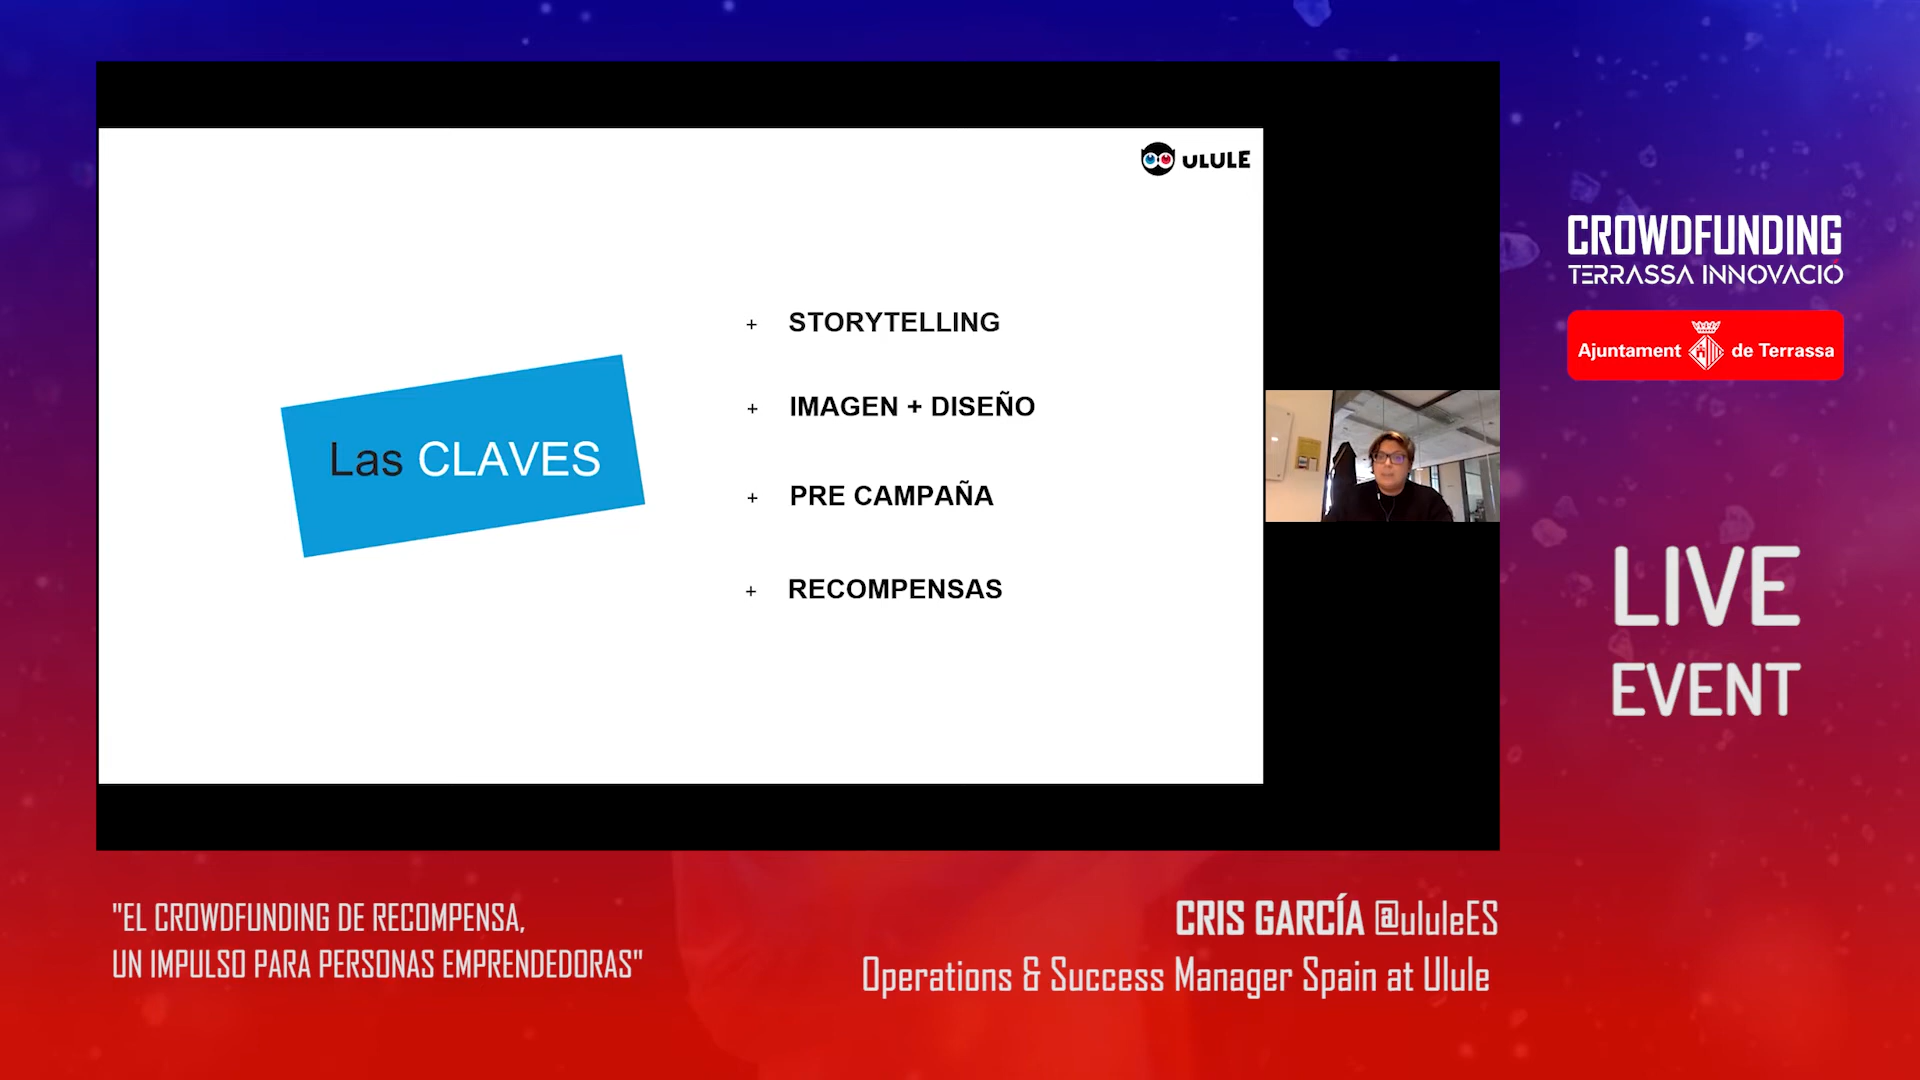 ULULE
Las CLAVES
+ STORYTELLING
+ IMAGEN + DISEÑO
+ PRE CAMPAÑA
+ RECOMPENSAS
CROWDFUNDING
TERRASSA INNOVACIÓ
Ajuntament de Terrassa
LIVE
EVENT
"EL CROWDFUNDING DE RECOMPENSA,
UN IMPULSO PARA PERSONAS EMPRENDEDORAS"
CRIS GARCÍA @ululeES
Operations & Success Manager Spain at Ulule